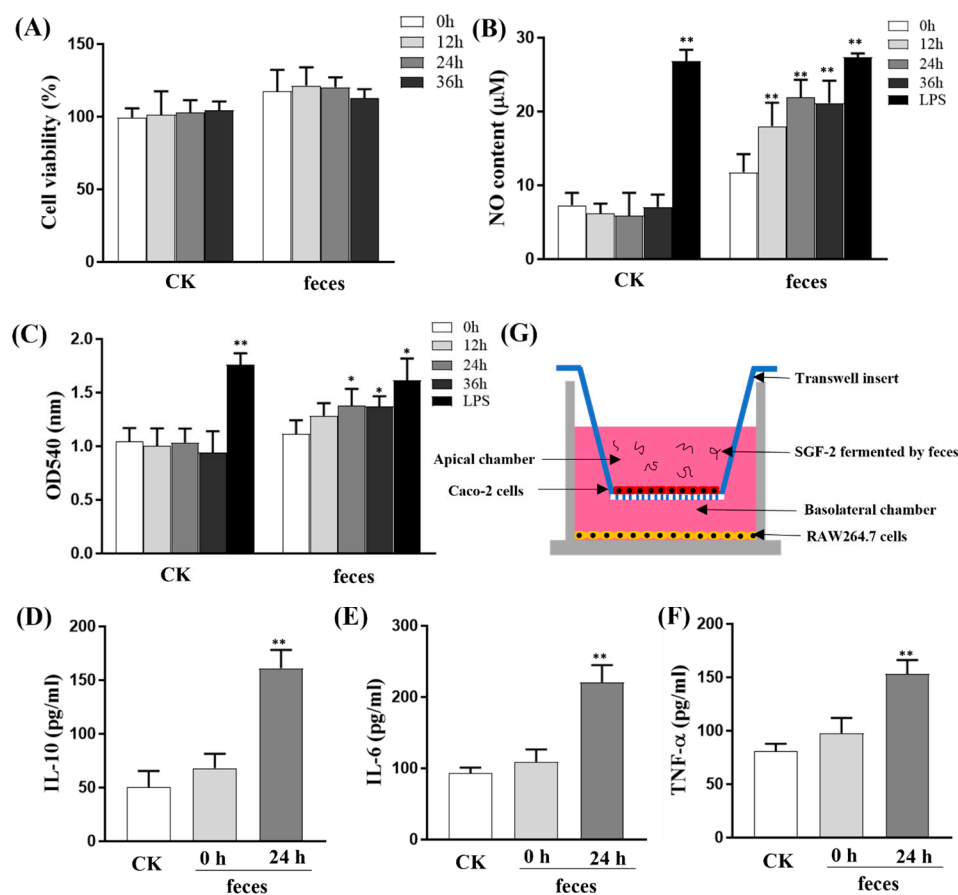 (A)
Cell viability (%)
150
100
50
0
CK
feces
0h
12h
24h
36h
(B)
NO content (μM)
30
20
10
0
**
**
**
**
**
CK
feces
0h
12h
24h
36h
LPS
(C)
OD540 (nm)
2.0
1.5
1.0
0.5
0.0
**
*
*
*
CK
feces
0h
12h
24h
36h
LPS
(G)
Transwell insert
Apical chamber
SGF-2 fermented by feces
Caco-2 cells
Basolateral chamber
RAW264.7 cells
(D)
IL-10 (pg/ml)
200
150
100
50
0
**
CK
0 h
24 h
feces
(E)
IL-6 (pg/ml)
300
200
100
0
**
CK
0 h
24 h
feces
(F)
TNF-α (pg/ml)
200
150
100
50
0
**
CK
0 h
24 h
feces